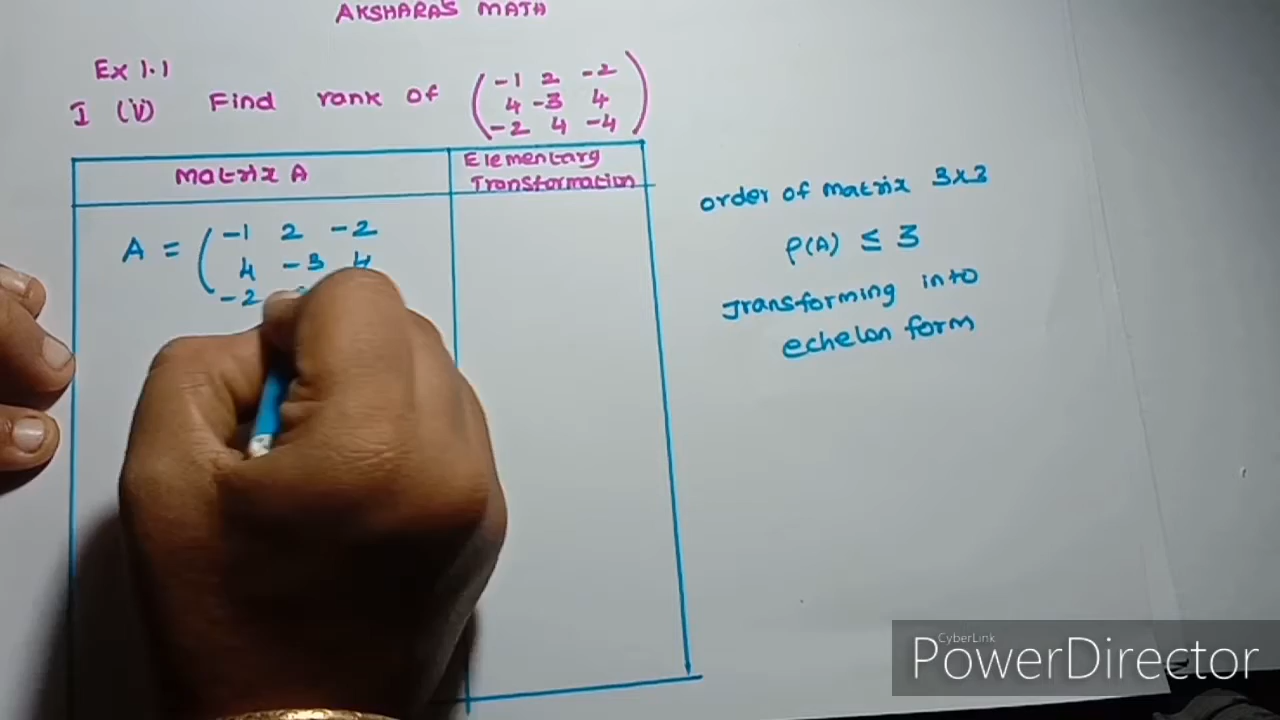 AKSHARA'S MATH
Ex 1.1
I (v) Find rank of
-1 2 -2
4 -3 4
-2 4 -4
Matrix A
Elementary
Transformation
A = -1 2 -2
4 -3 4
-2
order of matrix 3x3
ρ(A) ≤ 3
Transforming into
echelon form
CyberLink
PowerDirector